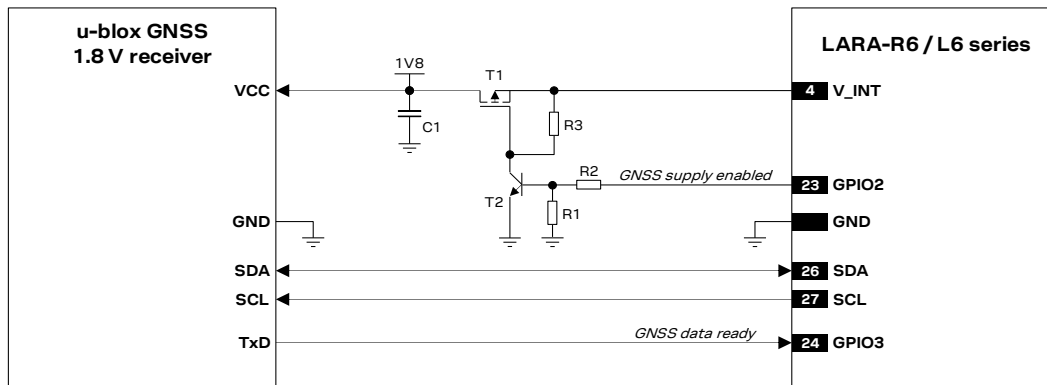 u-blox GNSS
1.8 V receiver
LARA-R6 / L6 series
1V8
T1
VCC
4
V_INT
C1
R3
R2
GNSS supply enabled
23
GPIO2
T2
R1
GND
GND
SDA
26
SDA
SCL
27
SCL
TxD
GNSS data ready
24
GPIO3